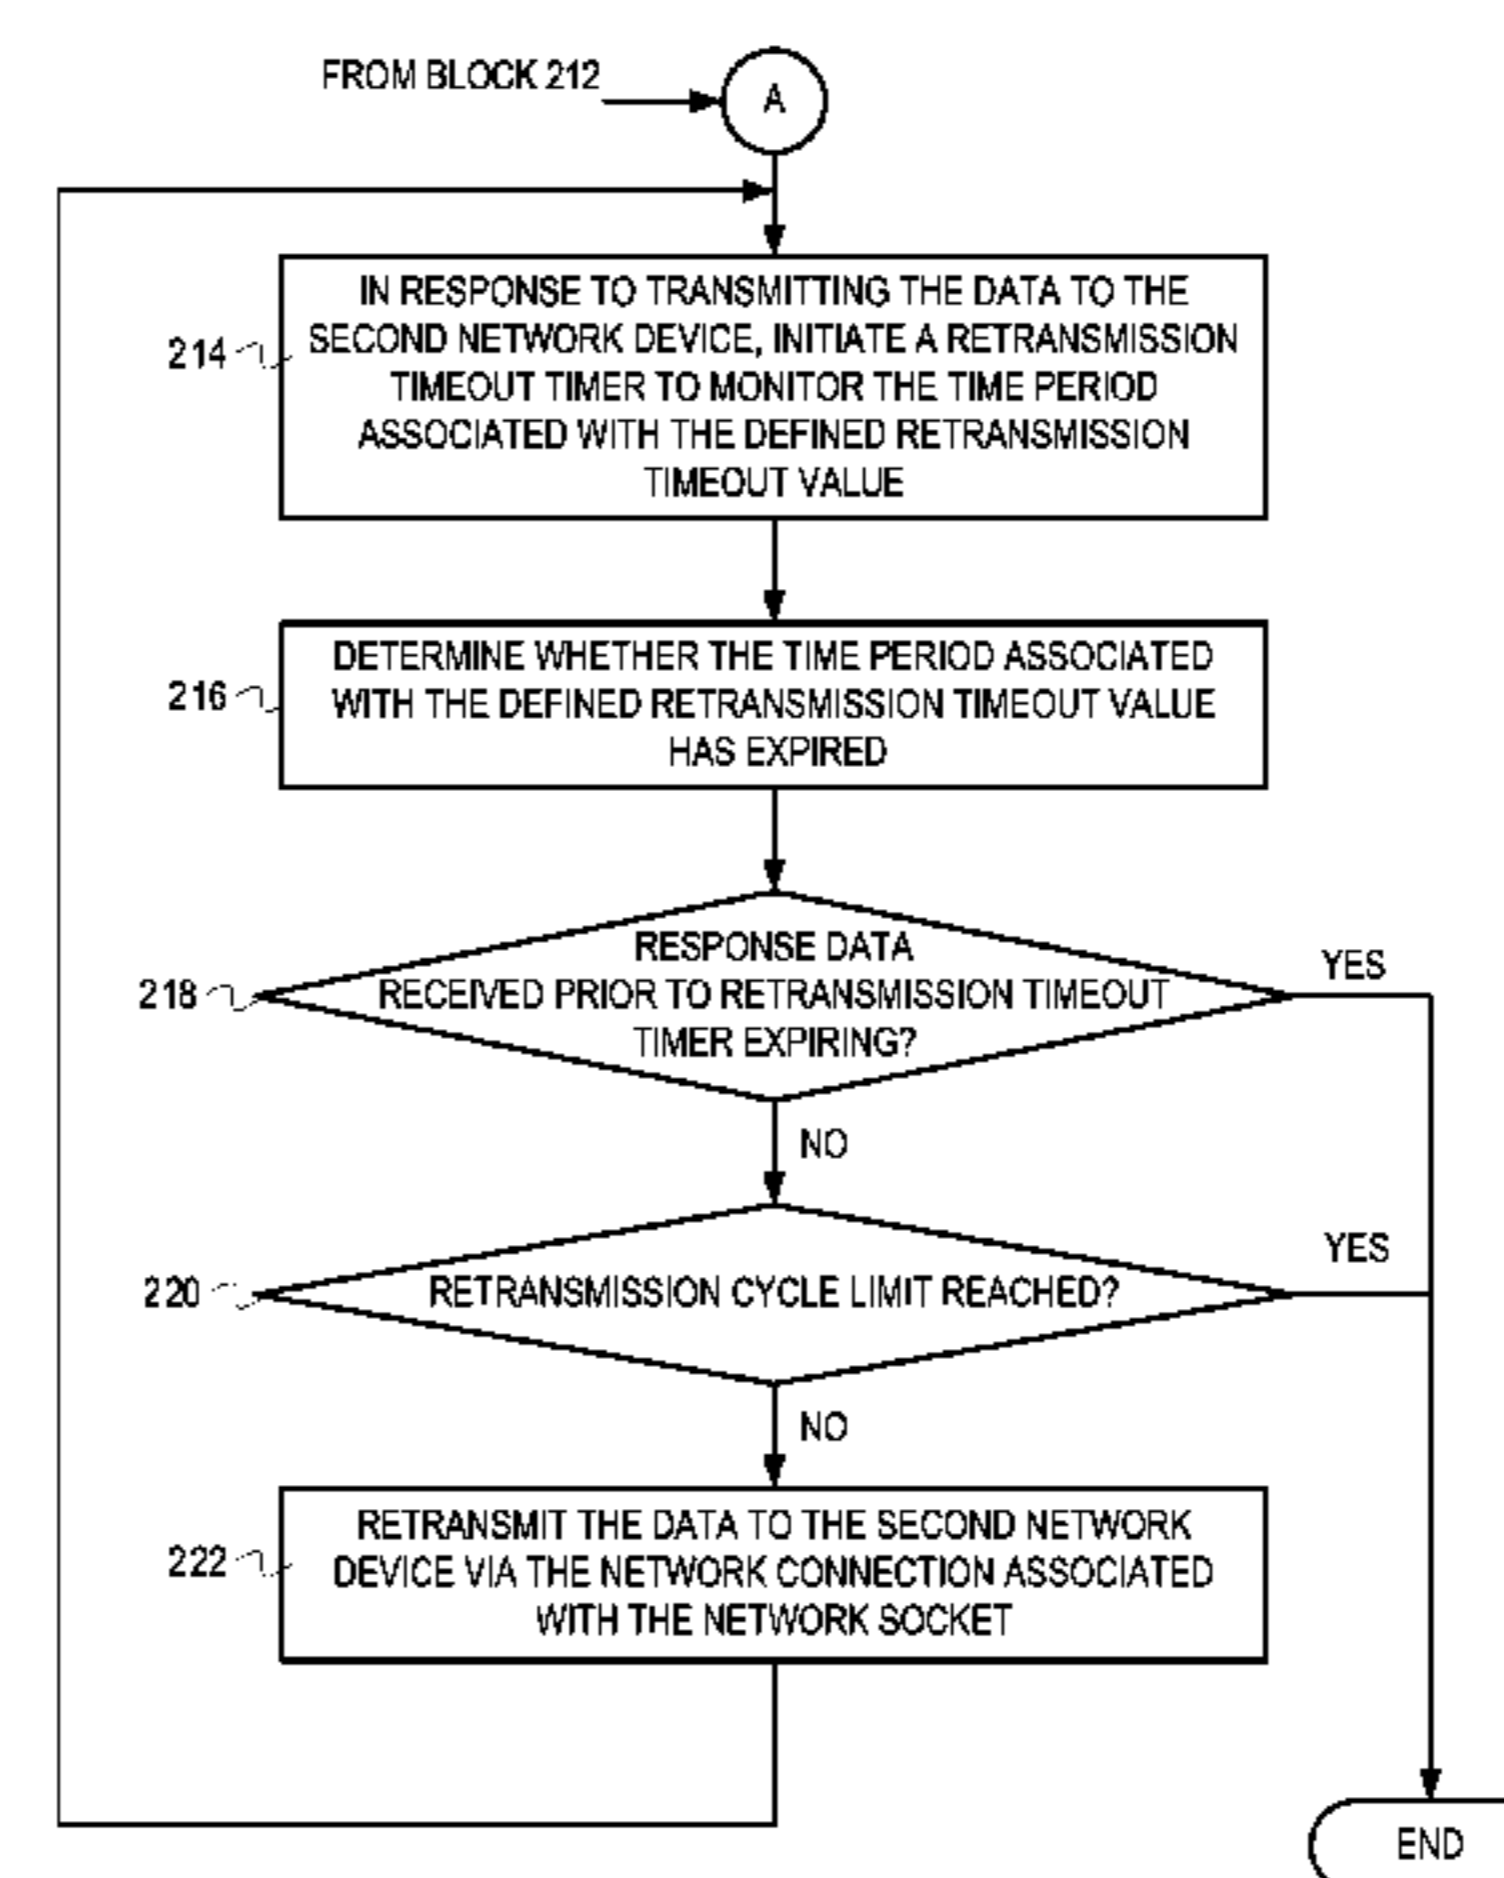 FROM BLOCK 212
A
IN RESPONSE TO TRANSMITTING THE DATA TO THE
SECOND NETWORK DEVICE, INITIATE A RETRANSMISSION
TIMEOUT TIMER TO MONITOR THE TIME PERIOD
ASSOCIATED WITH THE DEFINED RETRANSMISSION
TIMEOUT VALUE
214
DETERMINE WHETHER THE TIME PERIOD ASSOCIATED
WITH THE DEFINED RETRANSMISSION TIMEOUT VALUE
HAS EXPIRED
216
RESPONSE DATA
RECEIVED PRIOR TO RETRANSMISSION TIMEOUT
TIMER EXPIRING?
218
YES
NO
RETRANSMISSION CYCLE LIMIT REACHED?
220
YES
NO
RETRANSMIT THE DATA TO THE SECOND NETWORK
DEVICE VIA THE NETWORK CONNECTION ASSOCIATED
WITH THE NETWORK SOCKET
222
END